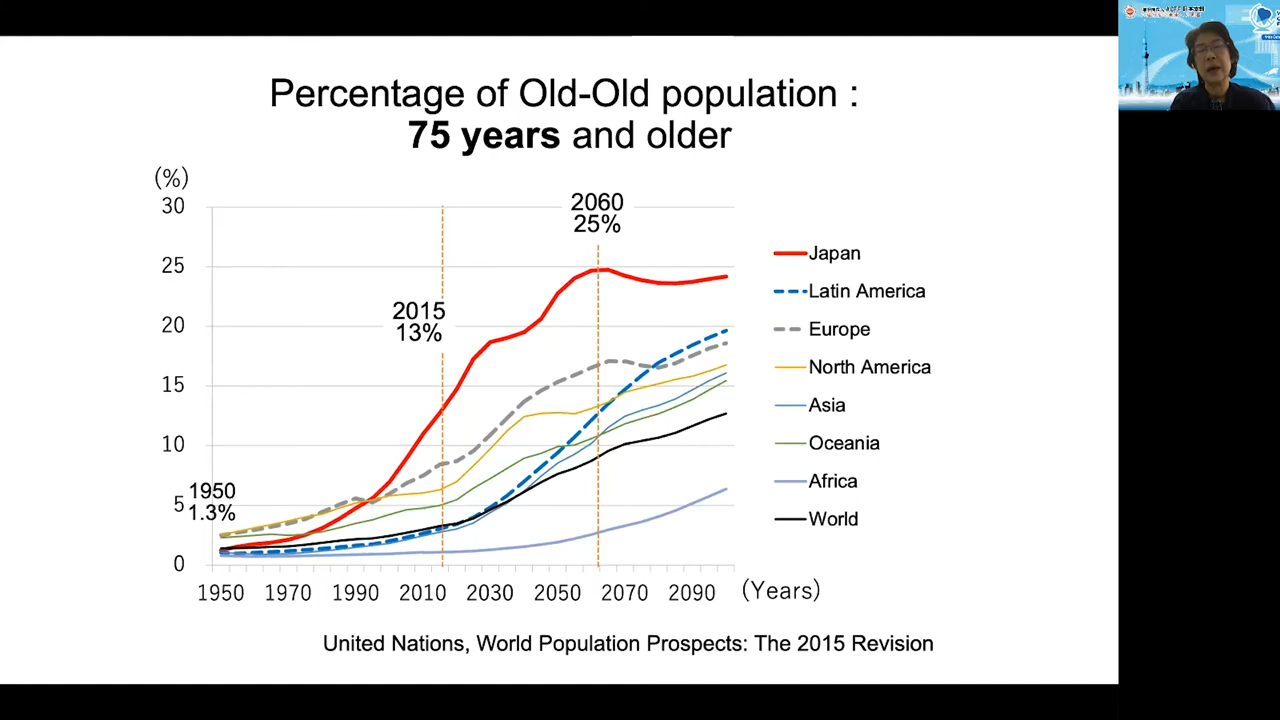 Percentage of Old-Old population :
75 years and older
(%)
30
25
20
15
10
5
0
1950
1.3%
2015
13%
2060
25%
1950 1970 1990 2010 2030 2050 2070 2090 (Years)
Japan
Latin America
Europe
North America
Asia
Oceania
Africa
World
United Nations, World Population Prospects: The 2015 Revision